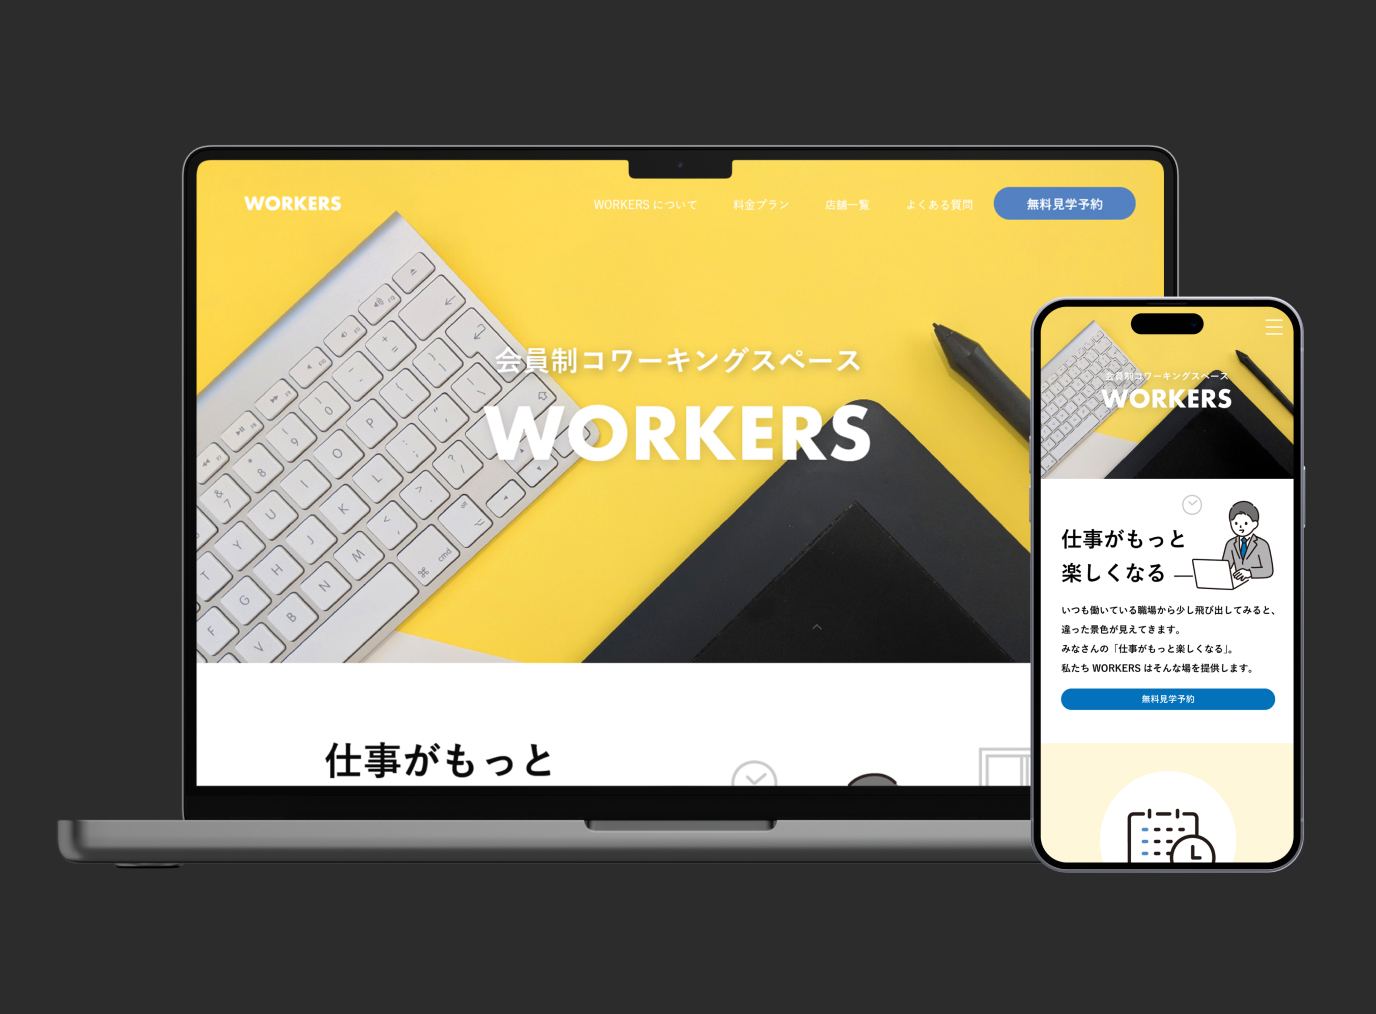 WORKERS
WORKERS について
料金プラン
店舗一覧
よくある質問
無料見学予約
会員制コワーキングスペース
WORKERS
仕事がもっと
会員制コワーキングスペース
WORKERS
仕事がもっと
楽しくなる
いつも働いている職場から少し飛び出してみると、
違った景色が見えてきます。
みなさんの「仕事がもっと楽しくなる」。
私たち WORKERS はそんな場を提供します。
無料見学予約